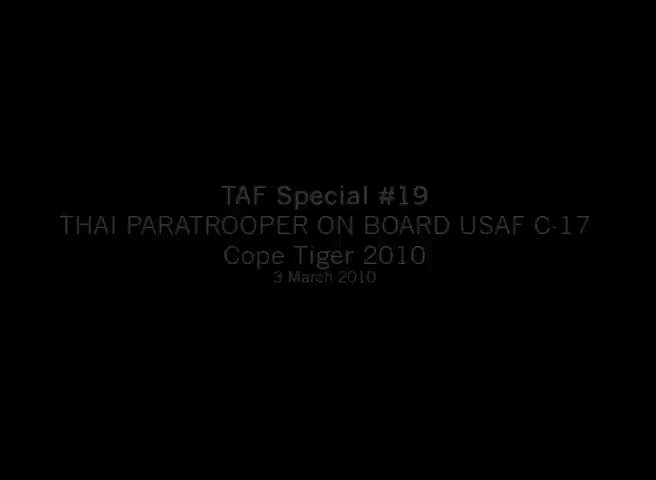 TAF Special #19
THAI PARATROOPER ON BOARD USAF C-17
Cope Tiger 2010
3 March 2010